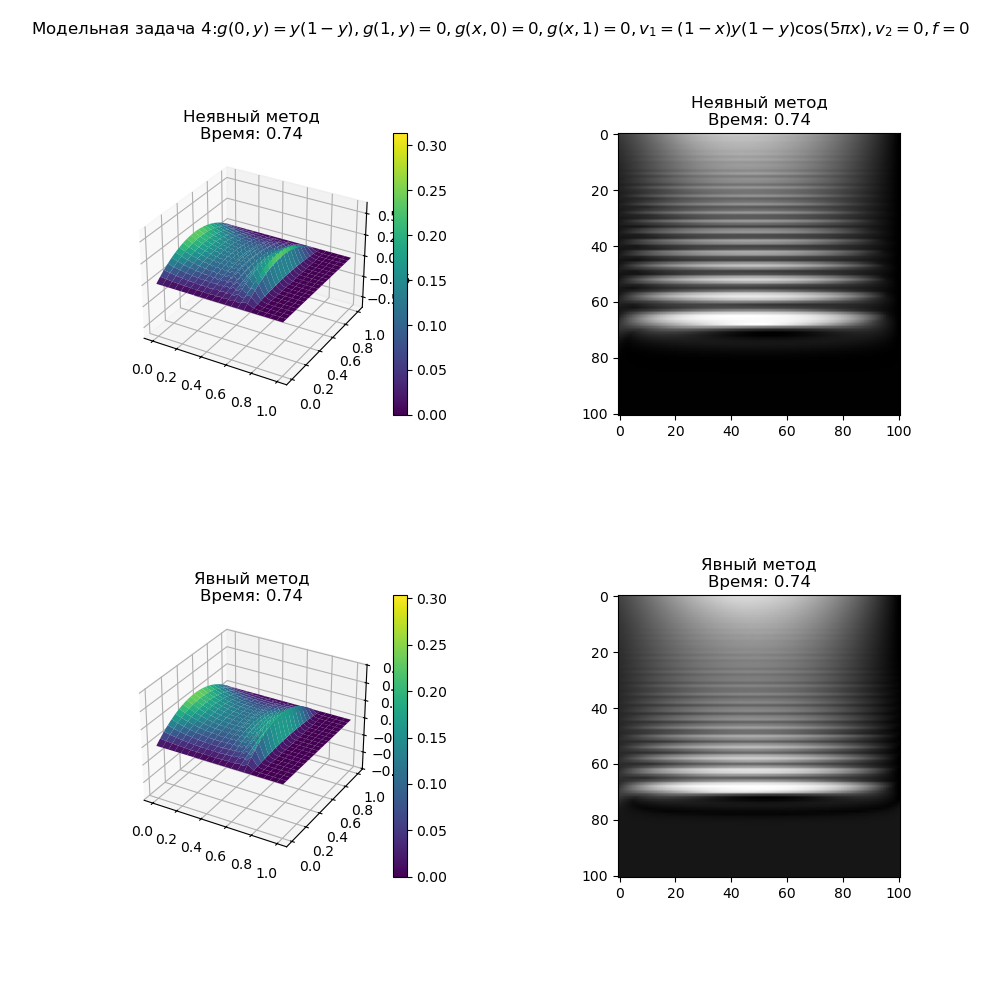 Модельная задача 4:g(0, y) = y(1 − y), g(1, y) = 0, g(x, 0) = 0, g(x, 1) = 0, v₁ = (1 − x)y(1 − y)cos(5πx), v₂ = 0, f = 0
Неявный метод
Время: 0.74
0.30
0.25
0.20
0.15
0.10
0.05
0.00
0.0 0.2 0.4 0.6 0.8 1.0
0.0 0.2 0.4 0.6 0.8 1.0
Неявный метод
Время: 0.74
0
20
40
60
80
100
0 20 40 60 80 100
Явный метод
Время: 0.74
0.30
0.25
0.20
0.15
0.10
0.05
0.00
0.0 0.2 0.4 0.6 0.8 1.0
0.0 0.2 0.4 0.6 0.8 1.0
Явный метод
Время: 0.74
0
20
40
60
80
100
0 20 40 60 80 100